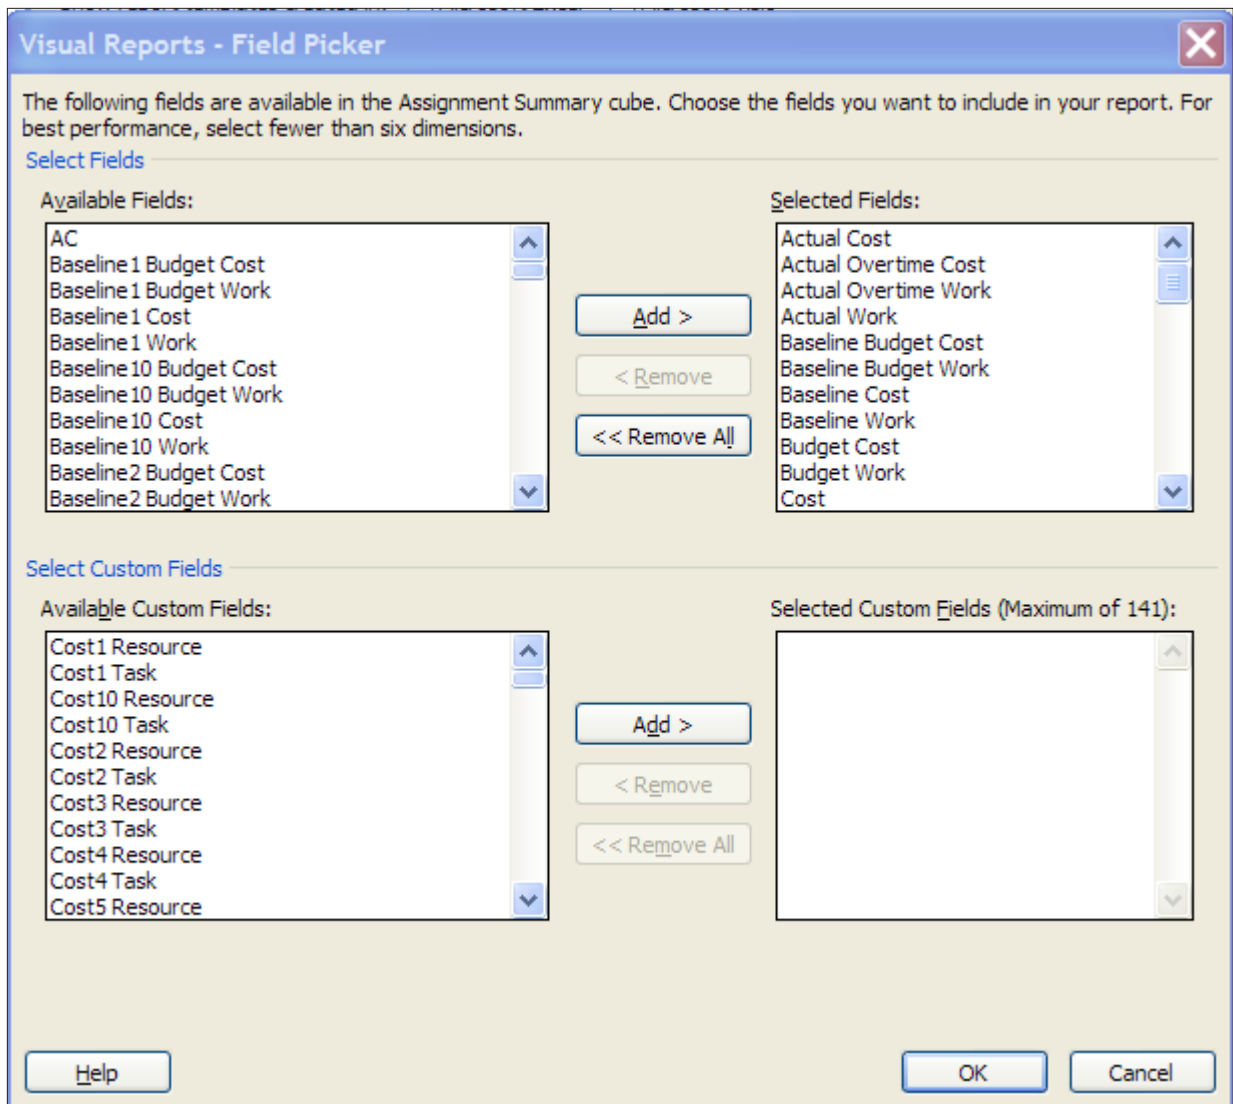 Visual Reports - Field Picker
The following fields are available in the Assignment Summary cube. Choose the fields you want to include in your report. For
best performance, select fewer than six dimensions.
Select Fields
Available Fields:
AC
Baseline1 Budget Cost
Baseline1 Budget Work
Baseline1 Cost
Baseline1 Work
Baseline10 Budget Cost
Baseline10 Budget Work
Baseline10 Cost
Baseline10 Work
Baseline2 Budget Cost
Baseline2 Budget Work
Add >
< Remove
<< Remove All
Selected Fields:
Actual Cost
Actual Overtime Cost
Actual Overtime Work
Actual Work
Baseline Budget Cost
Baseline Budget Work
Baseline Cost
Baseline Work
Budget Cost
Budget Work
Cost
Select Custom Fields
Available Custom Fields:
Cost1 Resource
Cost1 Task
Cost10 Resource
Cost10 Task
Cost2 Resource
Cost2 Task
Cost3 Resource
Cost3 Task
Cost4 Resource
Cost4 Task
Cost5 Resource
Add >
< Remove
<< Remove All
Selected Custom Fields (Maximum of 141):
Help
OK
Cancel